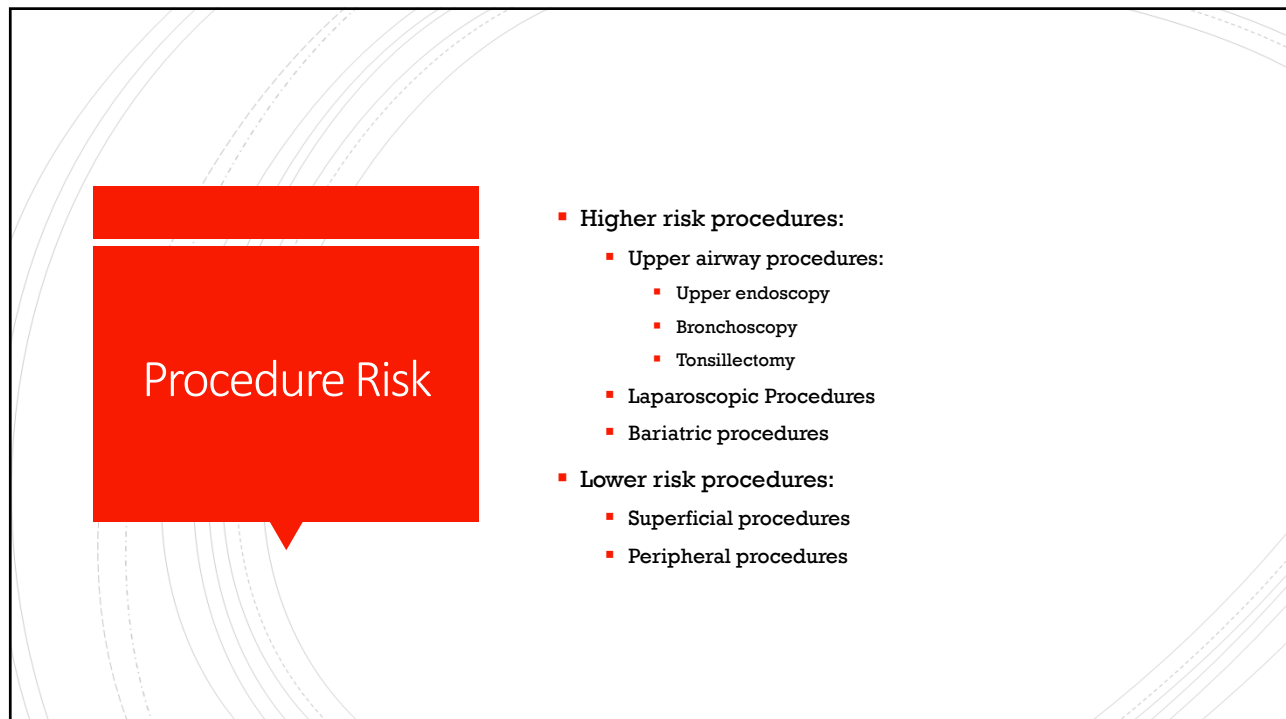 Procedure Risk
Higher risk procedures:
Upper airway procedures:
Upper endoscopy
Bronchoscopy
Tonsillectomy
Laparoscopic Procedures
Bariatric procedures
Lower risk procedures:
Superficial procedures
Peripheral procedures